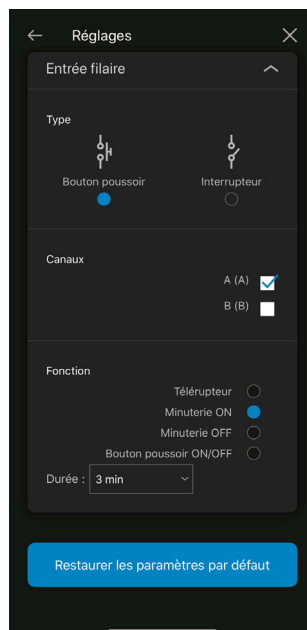 Réglages
Entrée filaire
Type
Bouton poussoir Interrupteur
Canaux
A (A)
B (B)
Fonction
Télérupteur
Minuterie ON
Minuterie OFF
Bouton poussoir ON/OFF
Durée : 3 min
Restaurer les paramètres par défaut